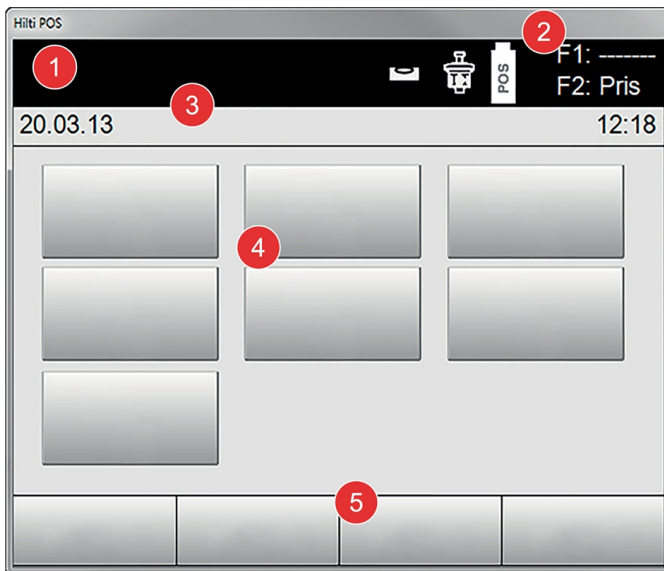 Hilti POS
1
2
F1: -------
POS
F2: Pris
3
20.03.13
12:18
4
5